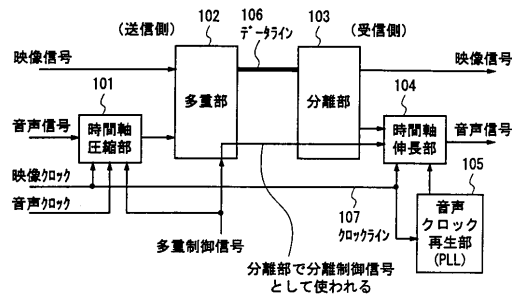 (送信側)
102
106
103
(受信側)
データライン
映像信号
101
多重部
分離部
映像信号
104
音声信号
時間軸
圧縮部
時間軸
伸長部
音声信号
105
映像クロック
音声クロック
107
クロックライン
音声
クロック
再生部
(PLL)
多重制御信号
分離部で分離制御信号
として使われる